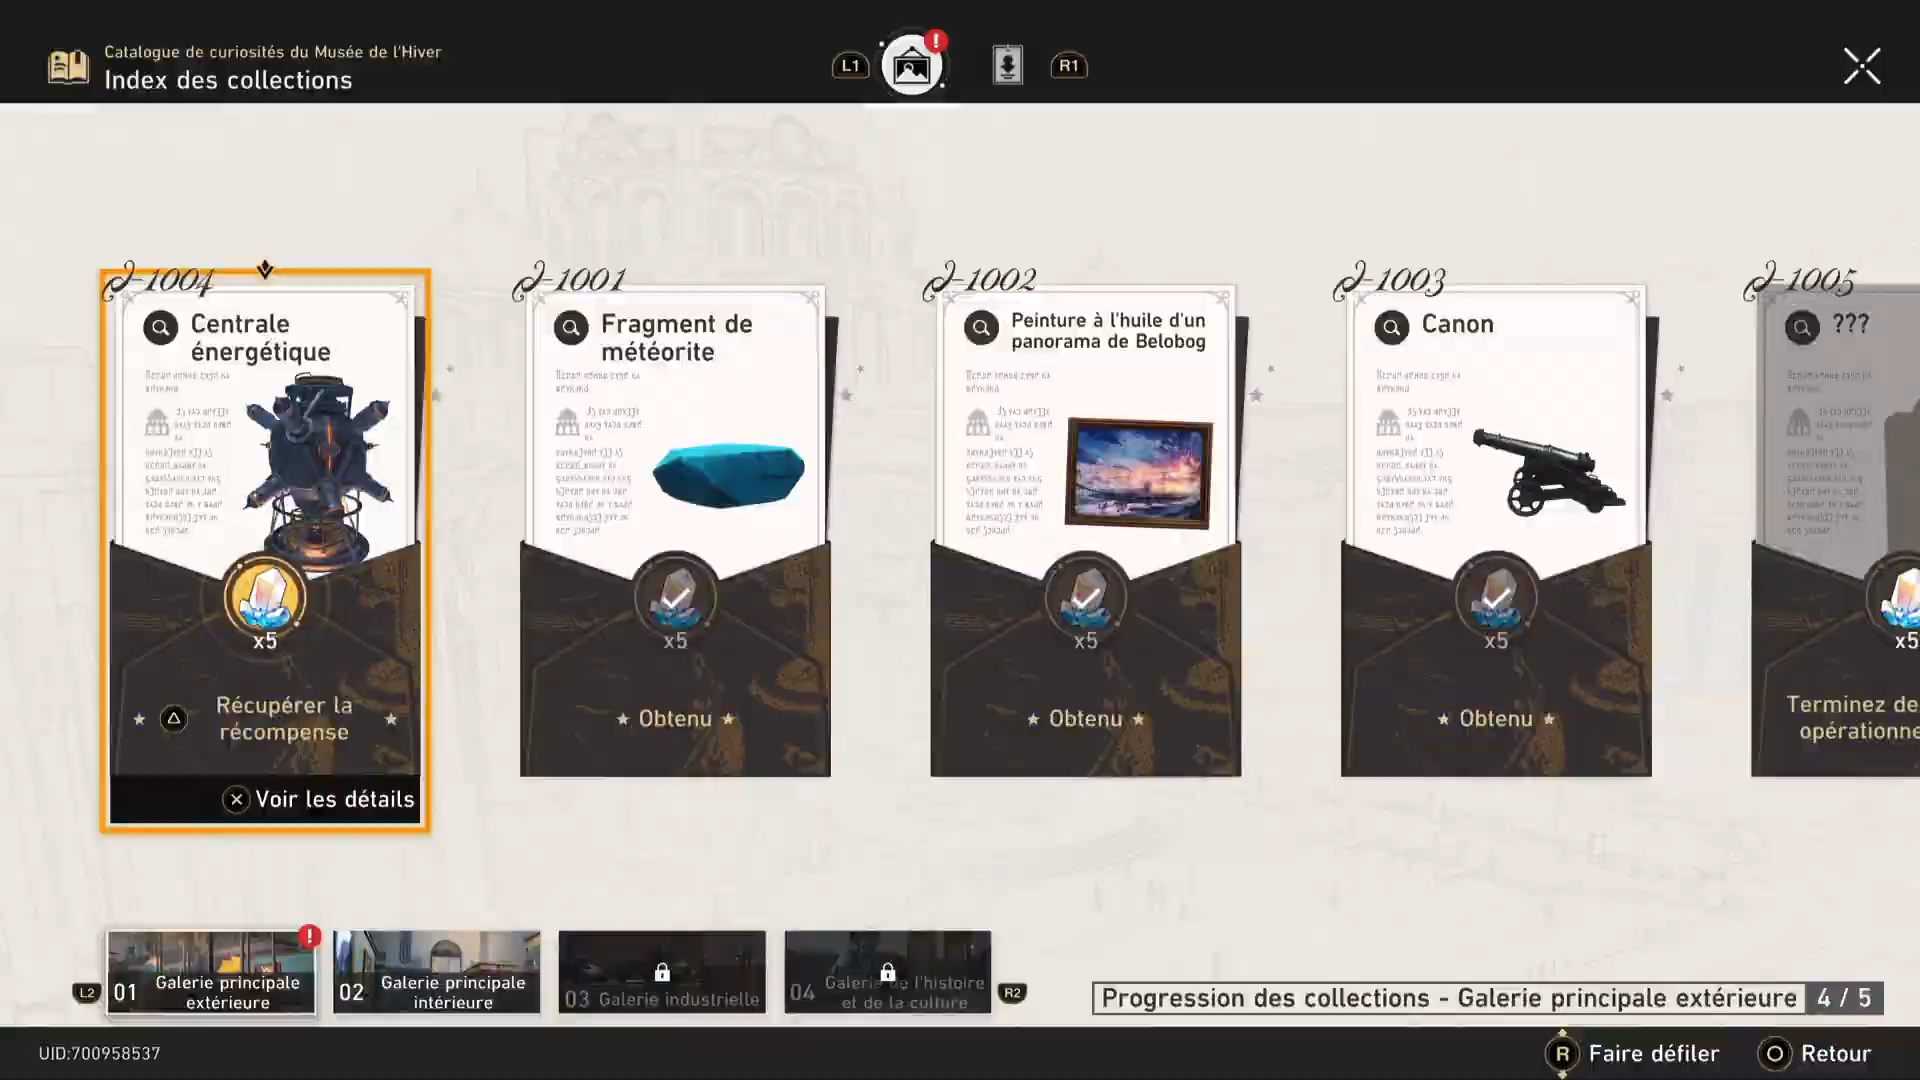 Catalogue de curiosités du Musée de l'Hiver
Index des collections
L1
!
R1
J-1004
Centrale
énergétique
x5
Récupérer la
récompense
Voir les détails
J-1001
Fragment de
météorite
x5
Obtenu
J-1002
Peinture à l'huile d'un
panorama de Belobog
x5
Obtenu
J-1003
Canon
x5
Obtenu
J-1005
???
x5
Terminez de
opérationne
L2
01 Galerie principale
extérieure
!
02 Galerie principale
intérieure
03 Galerie industrielle
04 Galerie de l'histoire
et de la culture
R2
Progression des collections - Galerie principale extérieure 4 / 5
UID:700958537
R Faire défiler
Retour